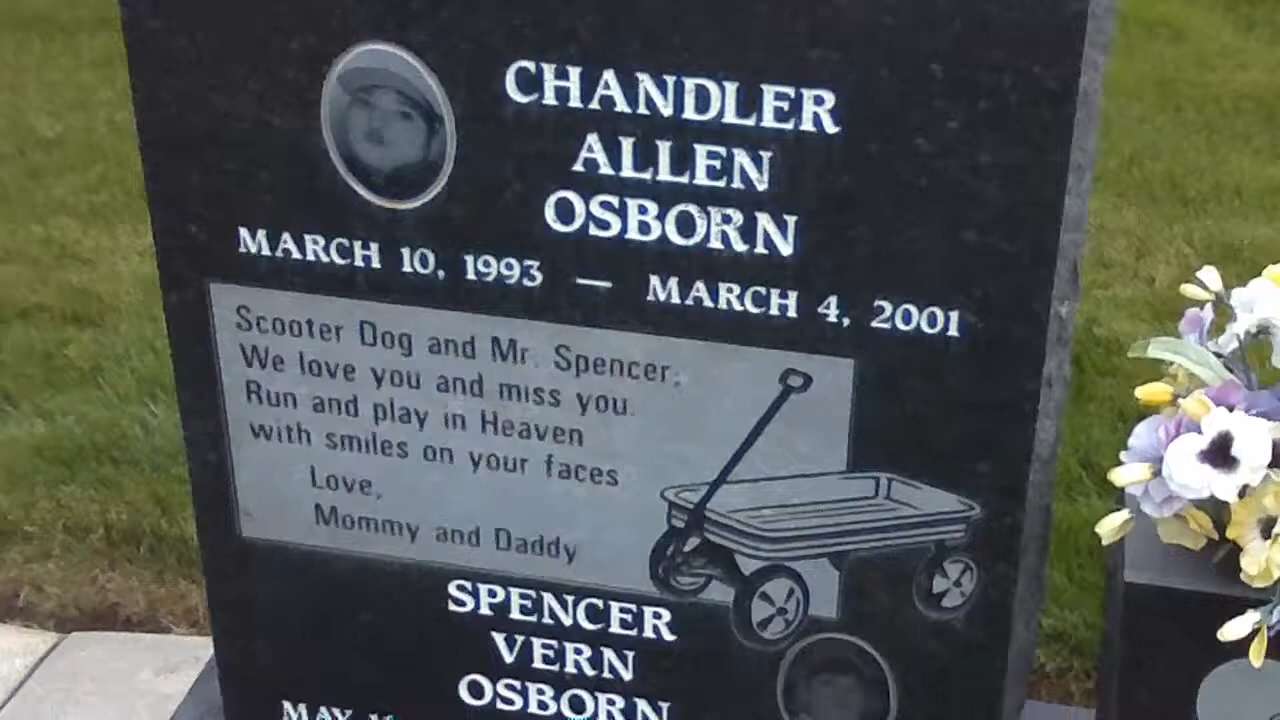 CHANDLER
ALLEN
OSBORN
MARCH 10, 1993 — MARCH 4, 2001
Scooter Dog and Mr. Spencer,
We love you and miss you.
Run and play in Heaven
with smiles on your faces
Love,
Mommy and Daddy
SPENCER
VERN
OSBORN
MAY